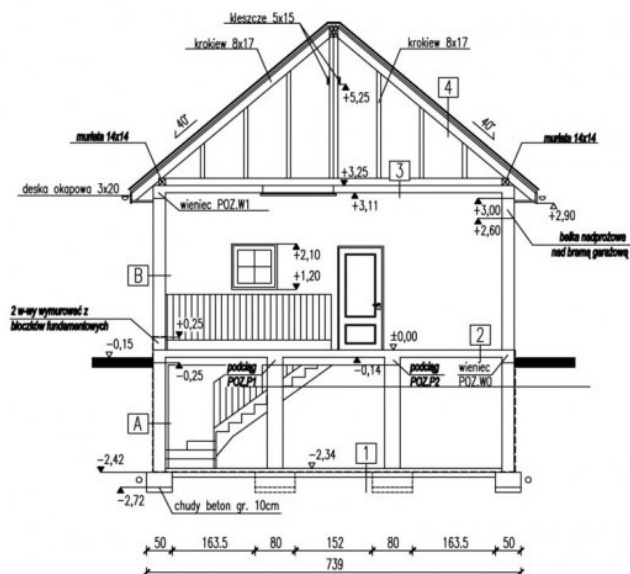 kleszcze 5x15
krokiew 8x17
krokiew 8x17
+5,25
4
40°
40°
murłata 14x14
murłata 14x14
+3,25
3
deska okapowa 3x20
wieniec POZ.W1
+3,11
+3,00
+2,90
+2,60
belka nadprożowa
nad bramą garażową
B
+2,10
+1,20
2 w-wy wymurować z
bloczków fundamentowych
+0,25
±0,00
2
-0,15
-0,25
podciąg
POZ.P1
-0,14
podciąg
POZ.P2
wieniec
POZ.W0
A
-2,42
-2,34
1
-2,72
chudy beton gr. 10cm
50 163.5 80 152 80 163.5 50
739